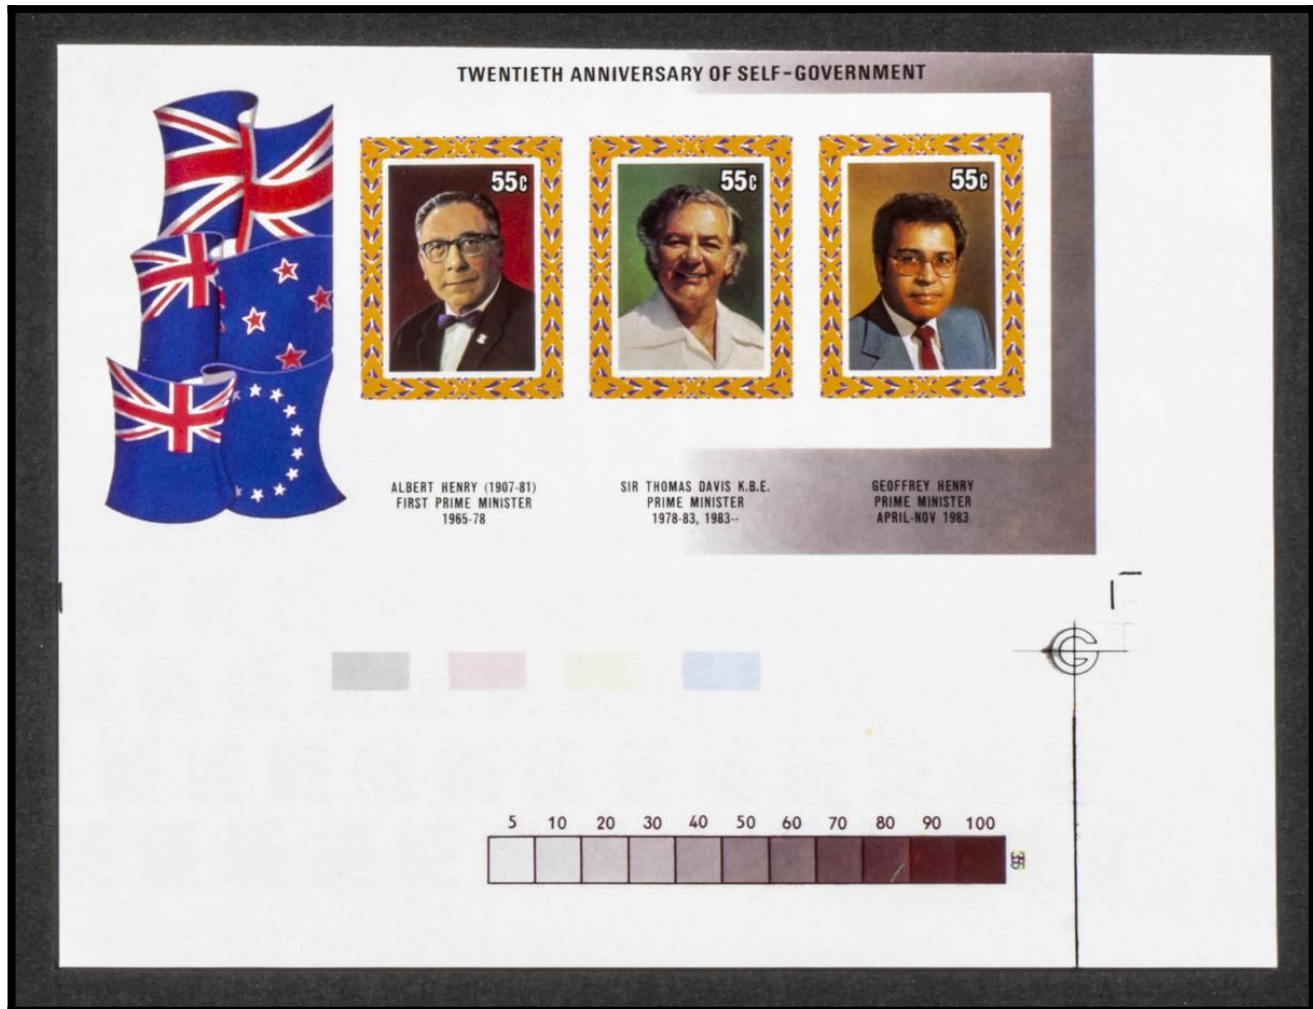 TWENTIETH ANNIVERSARY OF SELF-GOVERNMENT
55c
55c
55c
ALBERT HENRY (1907-81)
FIRST PRIME MINISTER
1965-78
SIR THOMAS DAVIS K.B.E.
PRIME MINISTER
1978-83, 1983--
GEOFFREY HENRY
PRIME MINISTER
APRIL-NOV 1983
5 10 20 30 40 50 60 70 80 90 100